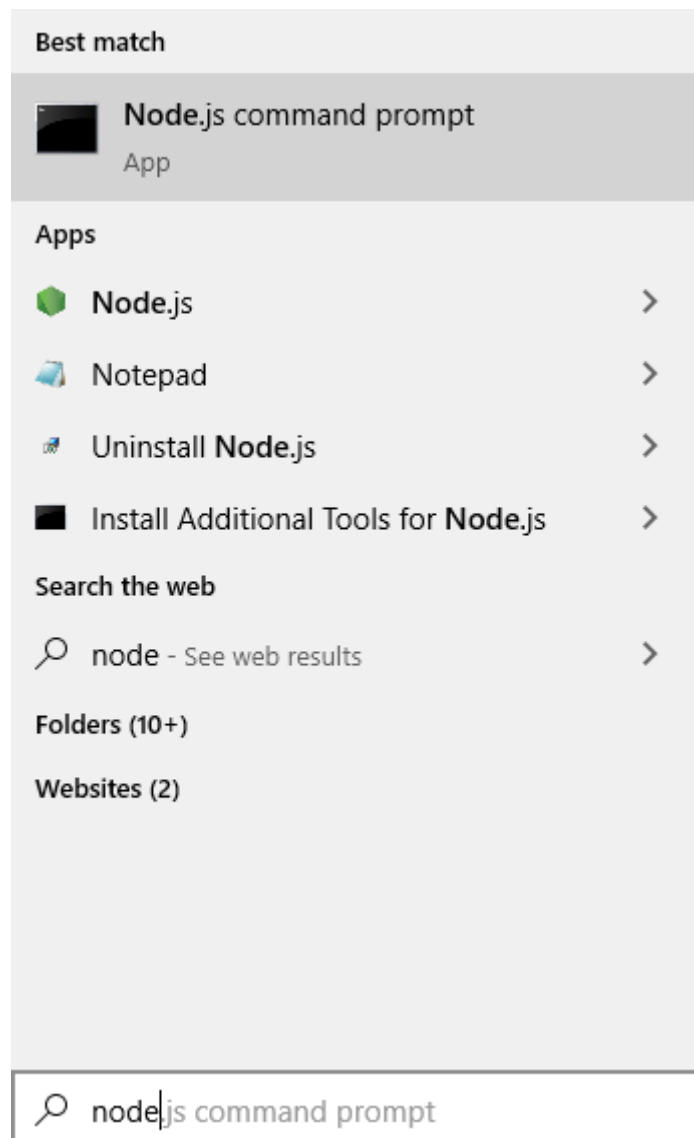 Best match
Node.js command prompt
App
Apps
Node.js
Notepad
Uninstall Node.js
Install Additional Tools for Node.js
Search the web
node - See web results
Folders (10+)
Websites (2)
node.js command prompt